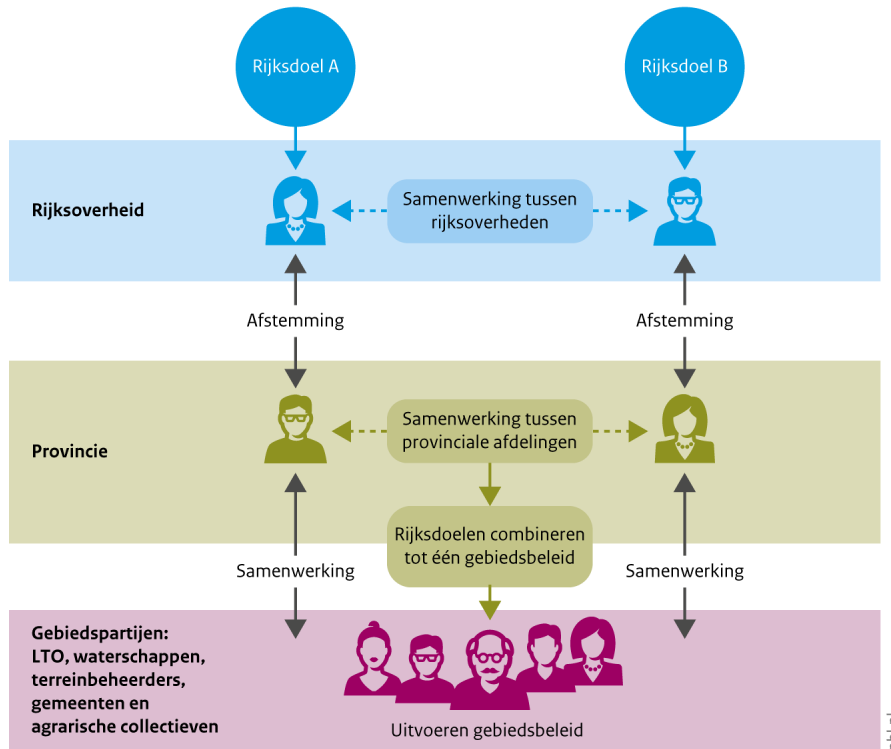 Rijksdoel A
Rijksdoel B
Rijksoverheid
Samenwerking tussen
rijksoverheden
Afstemming
Afstemming
Provincie
Samenwerking tussen
provinciale afdelingen
Rijksdoelen combineren
tot één gebiedsbeleid
Samenwerking
Samenwerking
Gebiedspartijen:
LTO, waterschappen,
terreinbeheerders,
gemeenten en
agrarische collectieven
Uitvoeren gebiedsbeleid